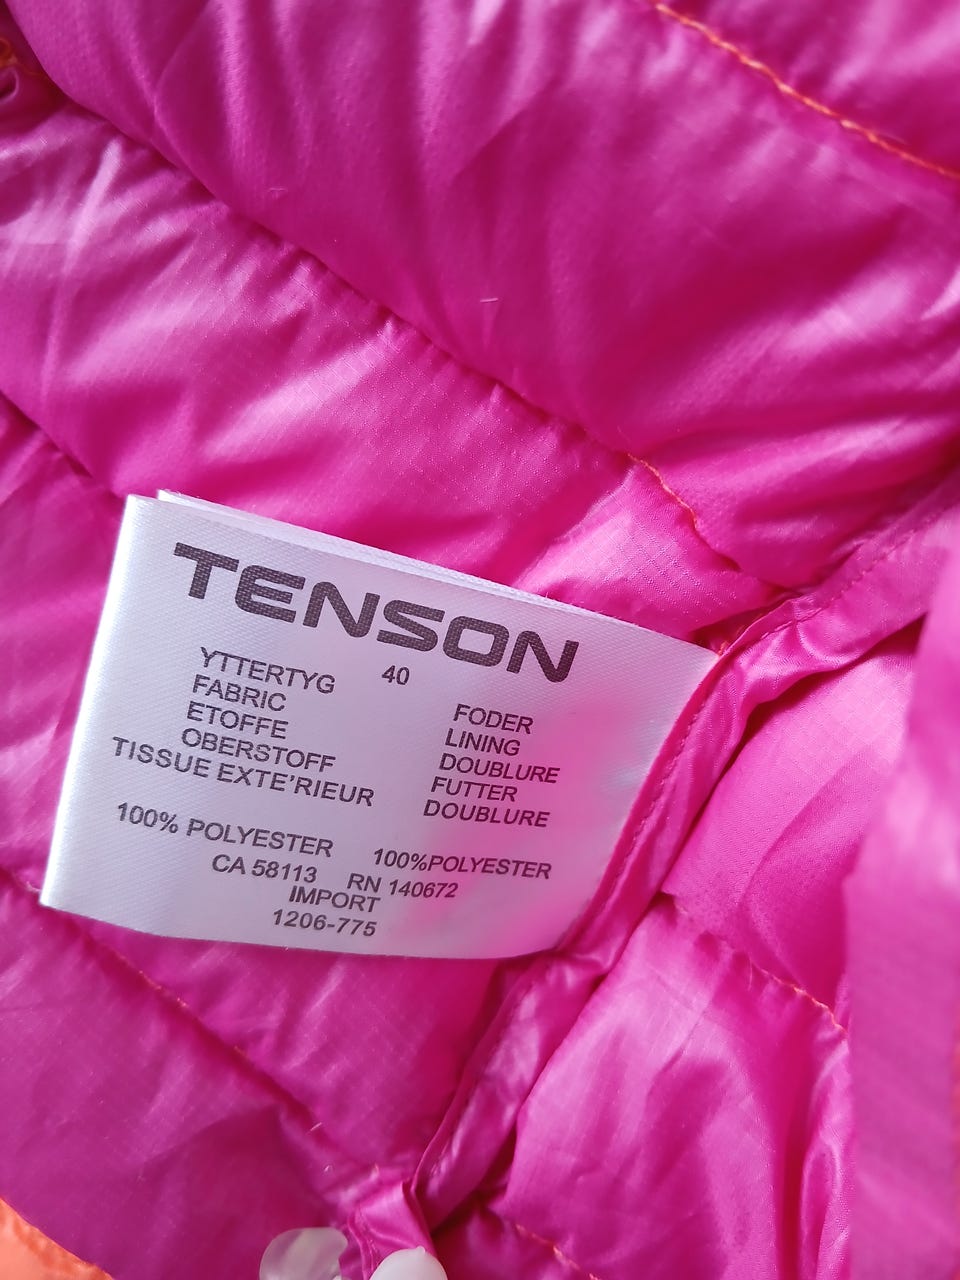 TENSON
40
YTTERTYG
FABRIC
ETOFFE
OBERSTOFF
TISSUE EXTE'RIEUR
100% POLYESTER
FODER
LINING
DOUBLURE
FUTTER
DOUBLURE
100%POLYESTER
CA 58113 RN 140672
IMPORT
1206-775